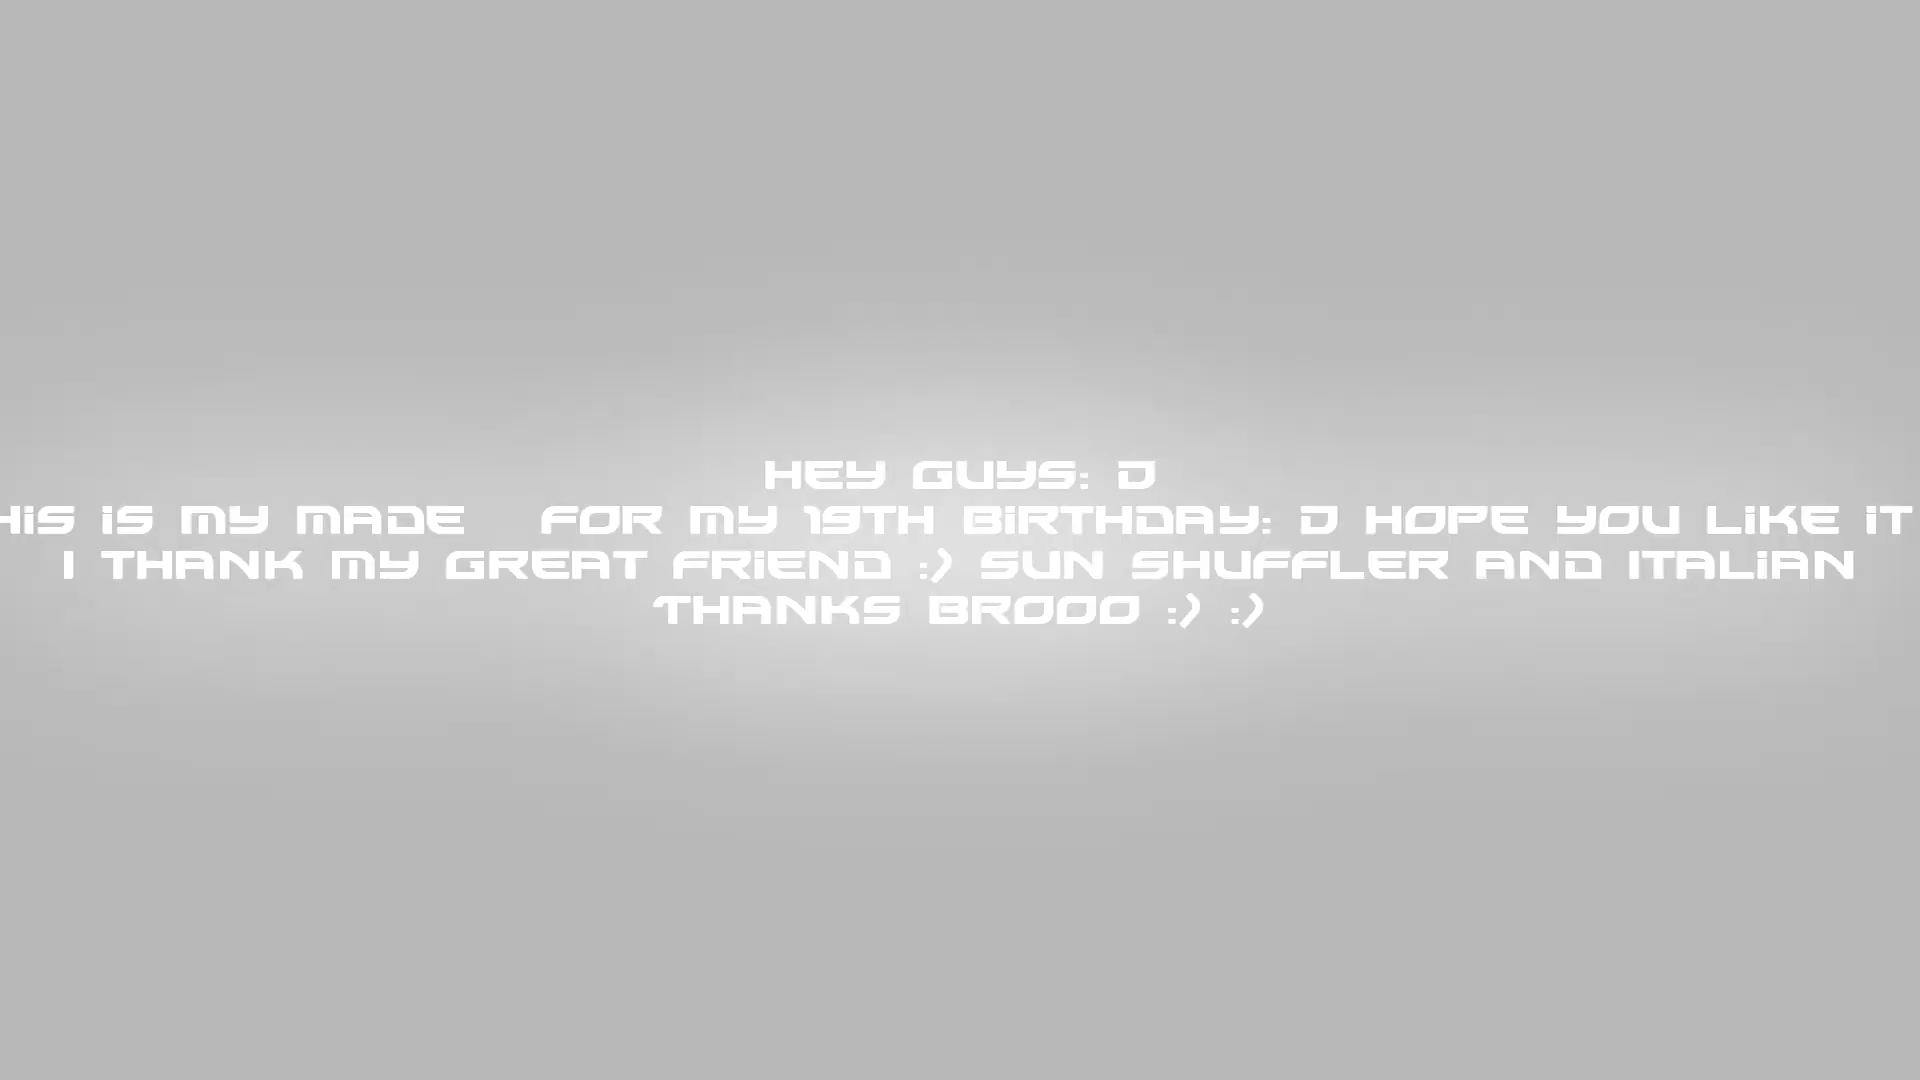 HEY GUYS: D
HIS IS MY MADE FOR MY 19TH BIRTHDAY: D HOPE YOU LIKE IT
I THANK MY GREAT FRIEND :) SUN SHUFFLER AND ITALIAN
THANKS BROOO :) :)